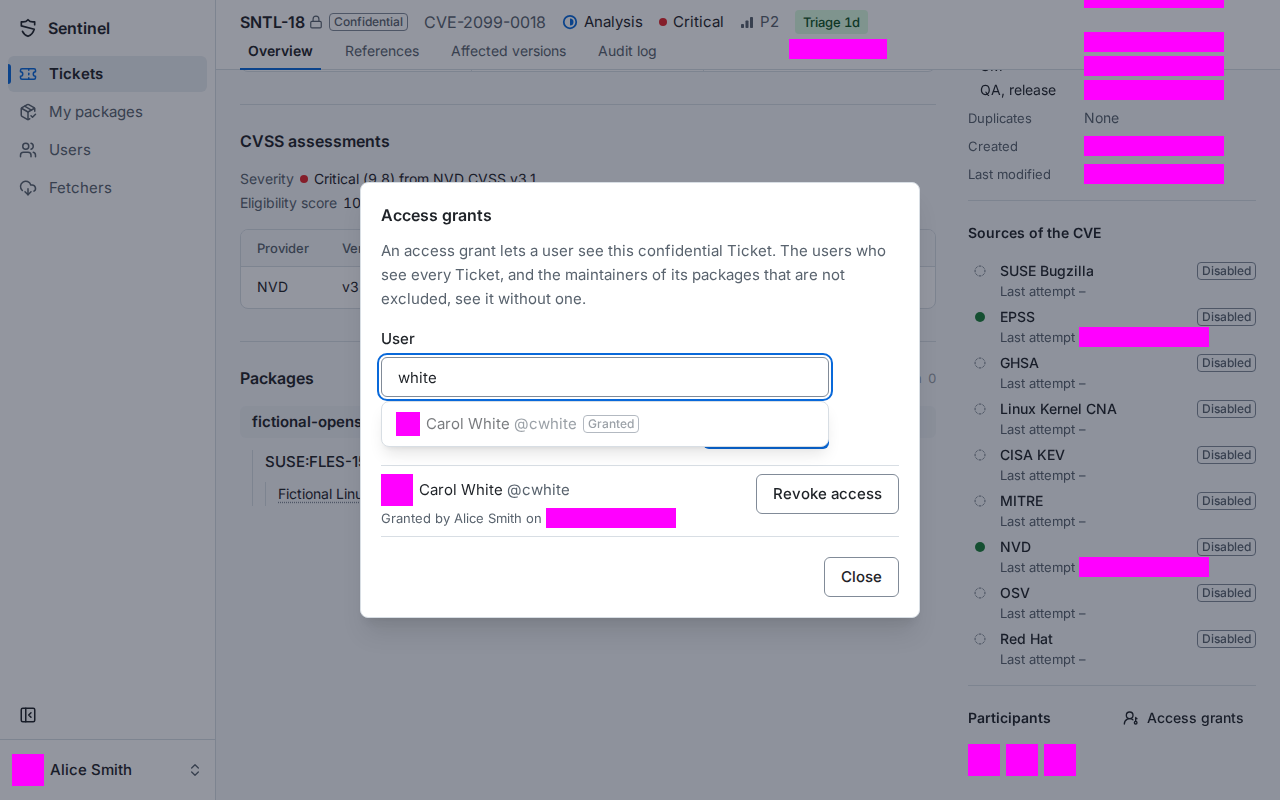 Sentinel
Tickets
My packages
Users
Fetchers
Alice Smith
SNTL-18 Confidential CVE-2099-0018 Analysis Critical P2 Triage 1d
Overview References Affected versions Audit log
CVSS assessments
Severity Critical (9.8) from NVD CVSS v3.1
Eligibility score 10
Provider
NVD v3
Packages 0
fictional-opens
SUSE:FLES-15
Fictional Linu
Access grants
An access grant lets a user see this confidential Ticket. The users who
see every Ticket, and the maintainers of its packages that are not
excluded, see it without one.
User
white
Carol White @cwhite Granted
Carol White @cwhite
Revoke access
Granted by Alice Smith on
Close
QA, release
Duplicates None
Created
Last modified
Sources of the CVE
SUSE Bugzilla Disabled
Last attempt –
EPSS Disabled
Last attempt
GHSA Disabled
Last attempt –
Linux Kernel CNA Disabled
Last attempt –
CISA KEV Disabled
Last attempt –
MITRE Disabled
Last attempt –
NVD Disabled
Last attempt
OSV Disabled
Last attempt –
Red Hat Disabled
Last attempt –
Participants Access grants